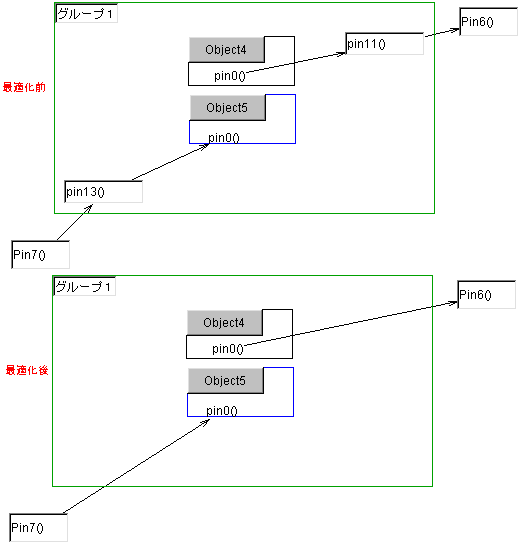 グループ１
Pin6()
Object4
pin11()
pin0()
最適化前
Object5
pin0()
pin13()
Pin7()
グループ１
Pin6()
Object4
pin0()
最適化後
Object5
pin0()
Pin7()